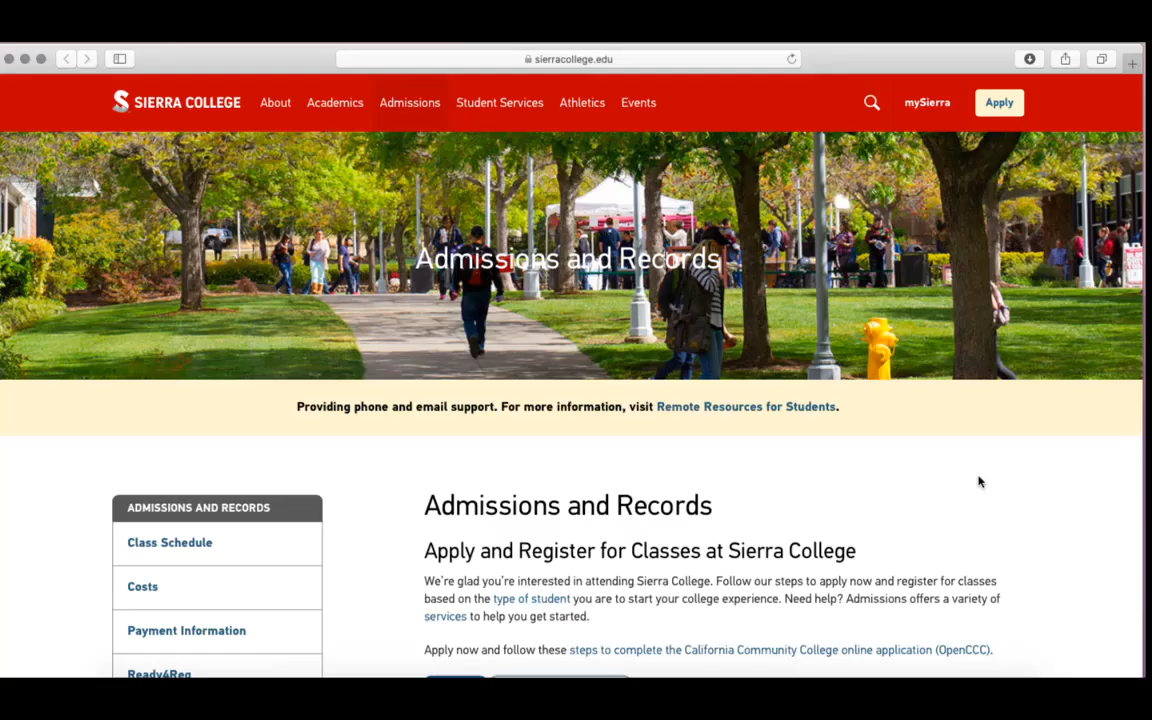 sierracollege.edu
SIERRA COLLEGE About Academics Admissions Student Services Athletics Events mySierra Apply
Admissions and Records
Providing phone and email support. For more information, visit Remote Resources for Students.
ADMISSIONS AND RECORDS
Class Schedule
Costs
Payment Information
Ready4Reg
Admissions and Records
Apply and Register for Classes at Sierra College
We're glad you're interested in attending Sierra College. Follow our steps to apply now and register for classes
based on the type of student you are to start your college experience. Need help? Admissions offers a variety of
services to help you get started.
Apply now and follow these steps to complete the California Community College online application (OpenCCC).